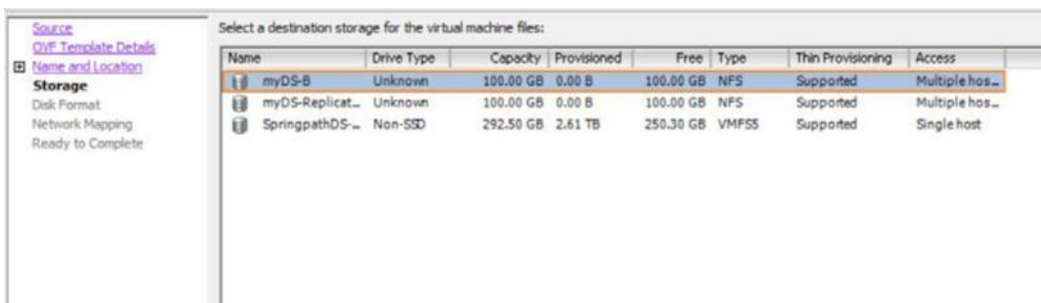 Source
OVF Template Details
Name and Location
Storage
Disk Format
Network Mapping
Ready to Complete
Select a destination storage for the virtual machine files:
Name Drive Type Capacity Provisioned Free Type Thin Provisioning Access
myDS-B Unknown 100.00 GB 0.00 B 100.00 GB NFS Supported Multiple hos...
myDS-Replicat... Unknown 100.00 GB 0.00 B 100.00 GB NFS Supported Multiple hos...
SpringpathDS-... Non-SSD 292.50 GB 2.61 TB 250.30 GB VMFS5 Supported Single host